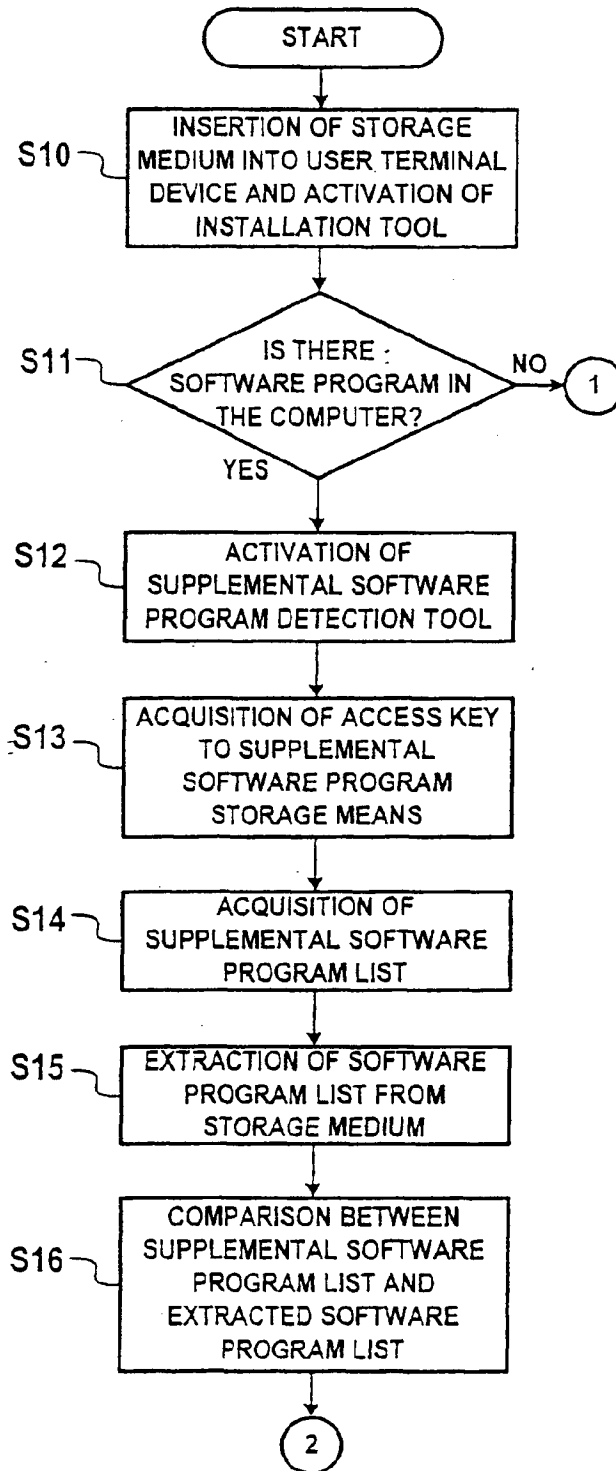 START
S10
INSERTION OF STORAGE
MEDIUM INTO USER TERMINAL
DEVICE AND ACTIVATION OF
INSTALLATION TOOL
S11
IS THERE
SOFTWARE PROGRAM IN
THE COMPUTER?
NO
1
YES
S12
ACTIVATION OF
SUPPLEMENTAL SOFTWARE
PROGRAM DETECTION TOOL
S13
ACQUISITION OF ACCESS KEY
TO SUPPLEMENTAL
SOFTWARE PROGRAM
STORAGE MEANS
S14
ACQUISITION OF
SUPPLEMENTAL SOFTWARE
PROGRAM LIST
S15
EXTRACTION OF SOFTWARE
PROGRAM LIST FROM
STORAGE MEDIUM
S16
COMPARISON BETWEEN
SUPPLEMENTAL SOFTWARE
PROGRAM LIST AND
EXTRACTED SOFTWARE
PROGRAM LIST
2